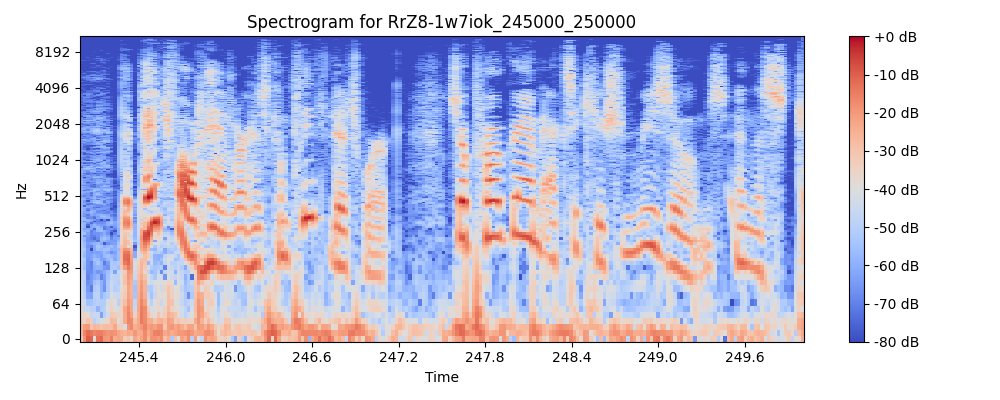 Spectrogram for RrZ8-1w7iok_245000_250000
Hz
8192
4096
2048
1024
512
256
128
64
0
245.4 246.0 246.6 247.2 247.8 248.4 249.0 249.6
Time
+0 dB
-10 dB
-20 dB
-30 dB
-40 dB
-50 dB
-60 dB
-70 dB
-80 dB